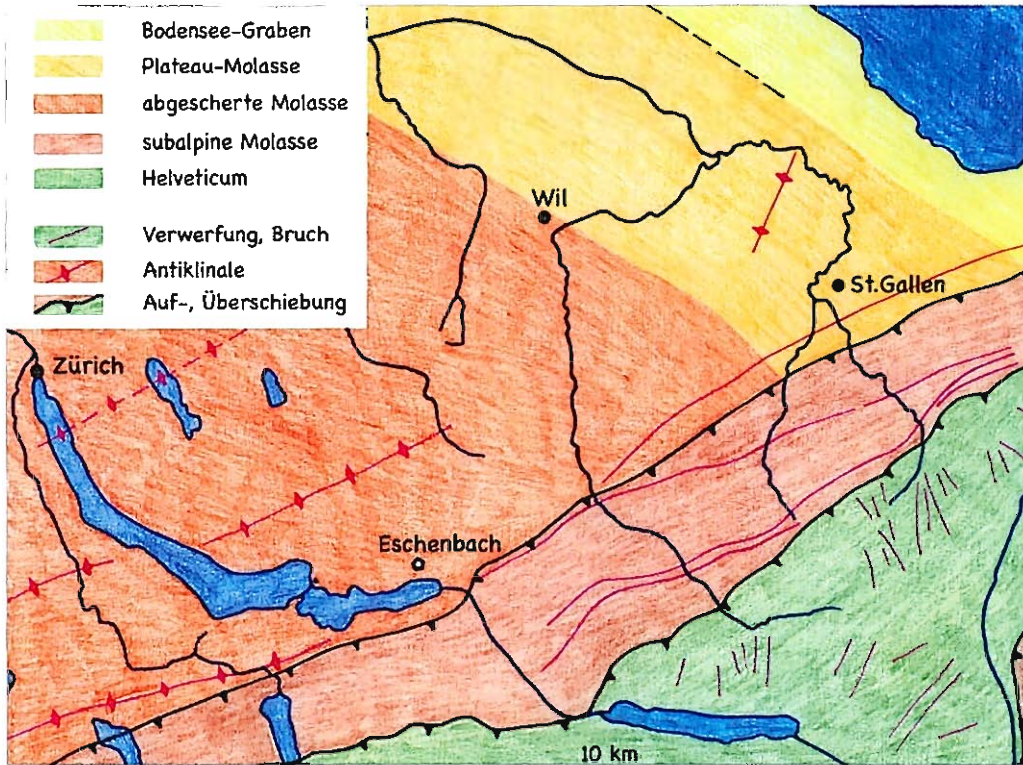 Bodensee-Graben
Plateau-Molasse
abgescherte Molasse
subalpine Molasse
Helveticum
Verwerfung, Bruch
Antiklinale
Auf-, Überschiebung
Wil
St.Gallen
Zürich
Eschenbach
10 km